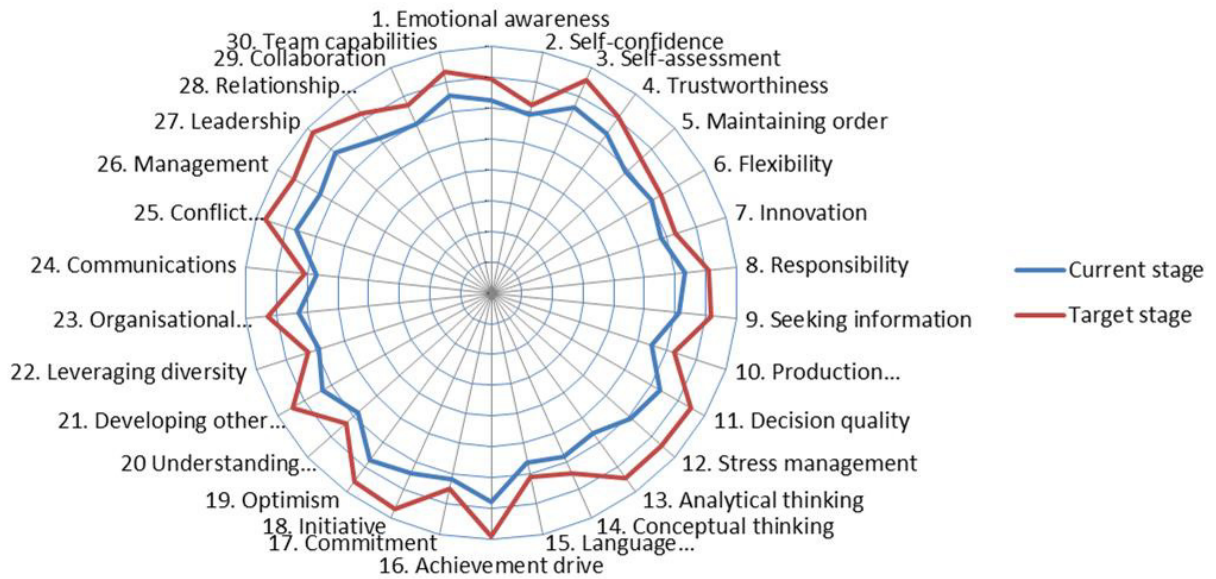 1. Emotional awareness
2. Self-confidence
3. Self-assessment
4. Trustworthiness
5. Maintaining order
6. Flexibility
7. Innovation
8. Responsibility
9. Seeking information
10. Production...
11. Decision quality
12. Stress management
13. Analytical thinking
14. Conceptual thinking
15. Language...
16. Achievement drive
17. Commitment
18. Initiative
19. Optimism
20 Understanding...
21. Developing other...
22. Leveraging diversity
23. Organisational...
24. Communications
25. Conflict...
26. Management
27. Leadership
28. Relationship...
29. Collaboration
30. Team capabilities
Current stage
Target stage